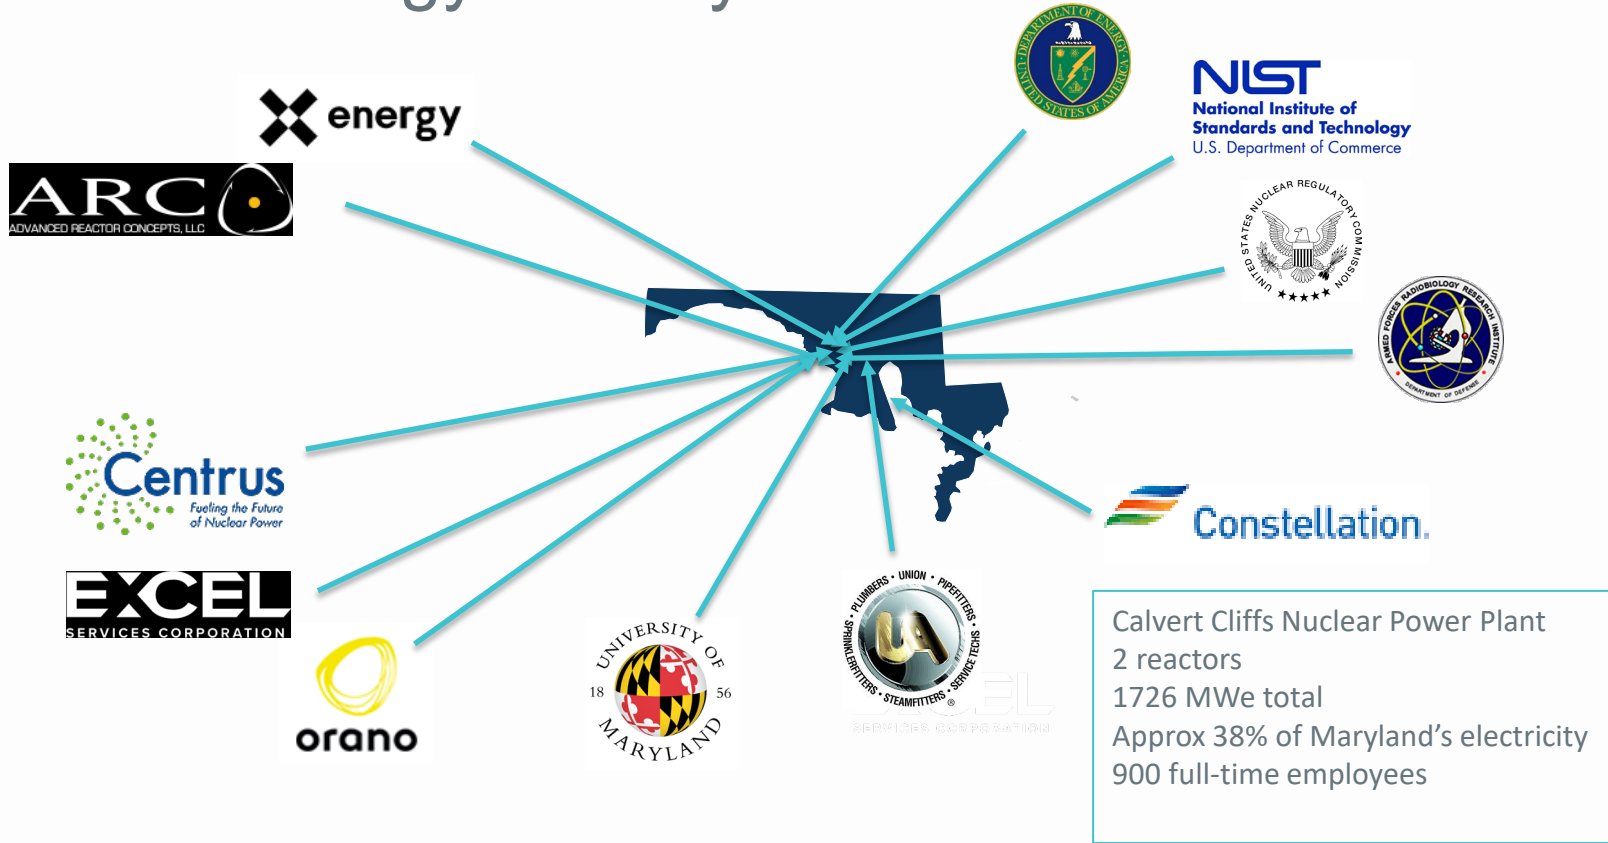 energy
ARC
ADVANCED REACTOR CONCEPTS, LLC
DEPARTMENT OF ENERGY
UNITED STATES OF AMERICA
NIST
National Institute of
Standards and Technology
U.S. Department of Commerce
UNITED STATES NUCLEAR REGULATORY COMMISSION
ARMED FORCES RADIOBIOLOGY RESEARCH INSTITUTE
DEPARTMENT OF DEFENSE
Centrus
Fueling the Future
of Nuclear Power
Constellation.
EXCEL
SERVICES CORPORATION
orano
UNIVERSITY OF
18 56
MARYLAND
PLUMBERS • UNION • PIPEFITTERS •
SPRINKLERFITTERS • STEAMFITTERS • SERVICE TECHS
UA
®
EL
SERVICES CORPORATION
Calvert Cliffs Nuclear Power Plant
2 reactors
1726 MWe total
Approx 38% of Maryland's electricity
900 full-time employees